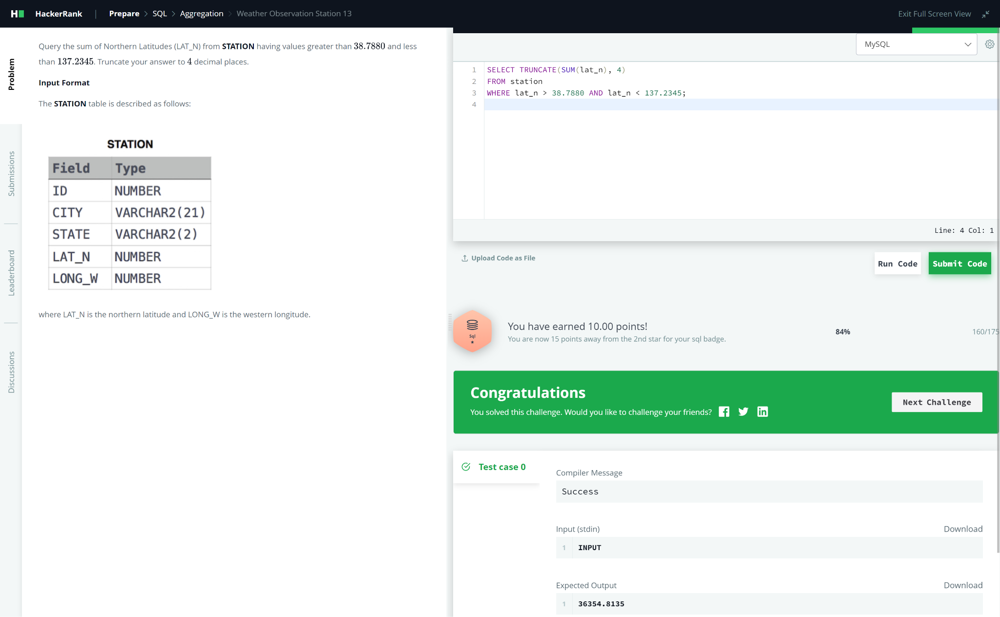 HackerRank | Prepare > SQL > Aggregation > Weather Observation Station 13
Exit Full Screen View
Problem
Submissions
Leaderboard
Discussions
Query the sum of Northern Latitudes (LAT_N) from STATION having values greater than 38.7880 and less
than 137.2345. Truncate your answer to 4 decimal places.
Input Format
The STATION table is described as follows:
STATION
Field Type
ID NUMBER
CITY VARCHAR2(21)
STATE VARCHAR2(2)
LAT_N NUMBER
LONG_W NUMBER
where LAT_N is the northern latitude and LONG_W is the western longitude.
MySQL
1 SELECT TRUNCATE(SUM(lat_n), 4)
2 FROM station
3 WHERE lat_n > 38.7880 AND lat_n < 137.2345;
4
Line: 4 Col: 1
Upload Code as File
Run Code
Submit Code
Sql
You have earned 10.00 points!
You are now 15 points away from the 2nd star for your sql badge.
84%
160/175
Congratulations
You solved this challenge. Would you like to challenge your friends?
Next Challenge
Test case 0
Compiler Message
Success
Input (stdin)
Download
1 INPUT
Expected Output
Download
1 36354.8135